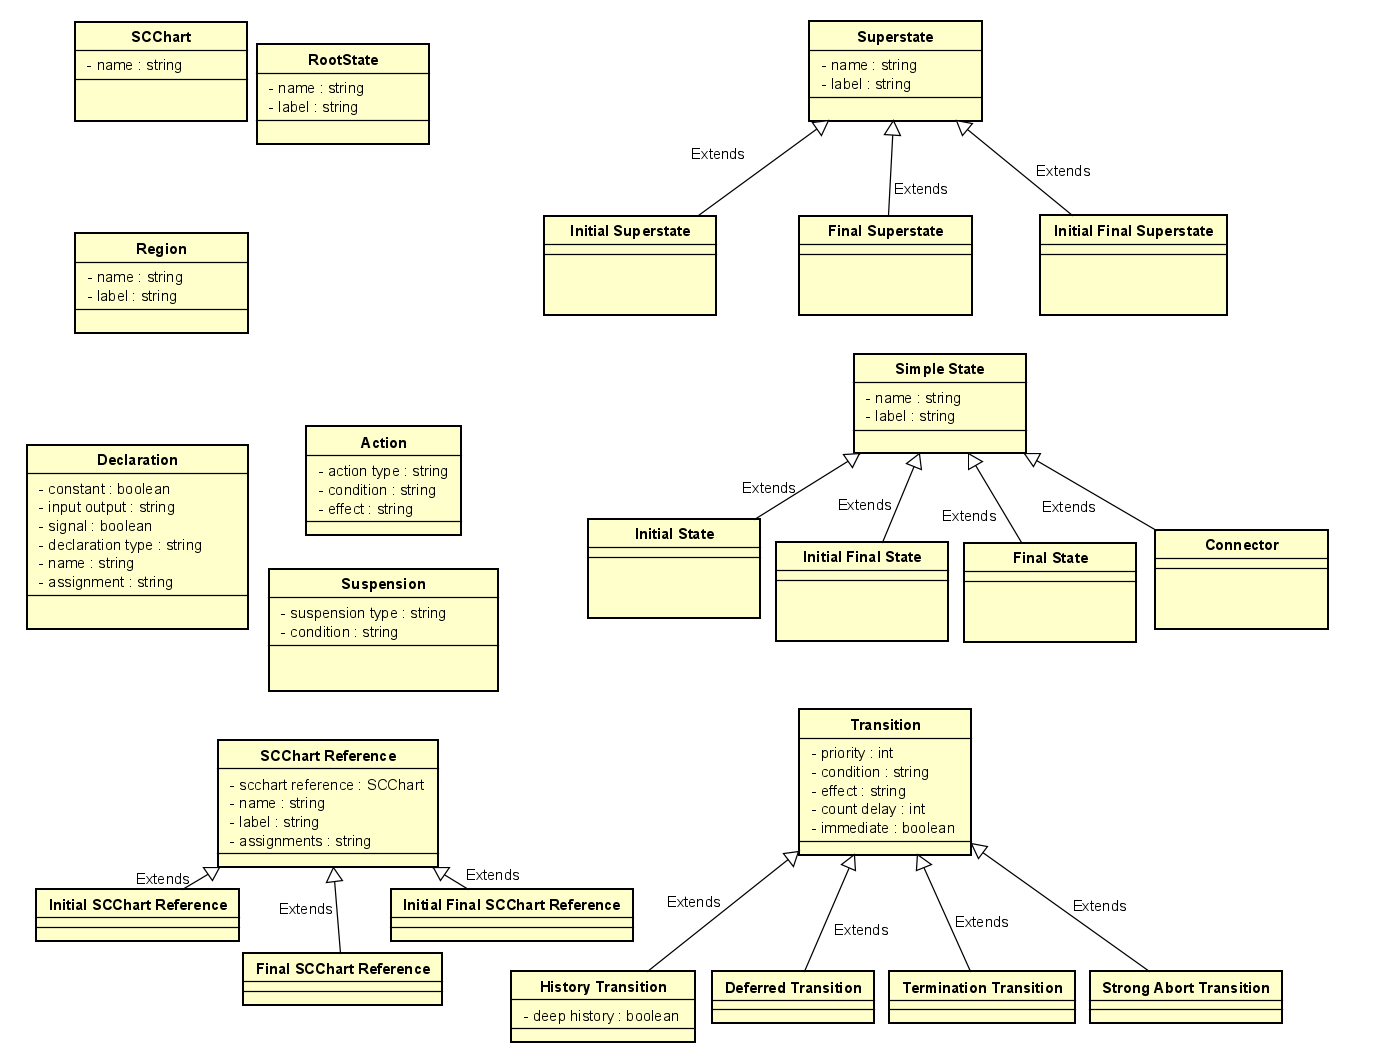 SCChart
- name : string
RootState
- name : string
- label : string
Superstate
- name : string
- label : string
Extends
Extends
Extends
Initial Superstate
Final Superstate
Initial Final Superstate
Region
- name : string
- label : string
Simple State
- name : string
- label : string
Extends
Extends
Extends
Extends
Initial State
Initial Final State
Final State
Connector
Declaration
- constant : boolean
- input output : string
- signal : boolean
- declaration type : string
- name : string
- assignment : string
Action
- action type : string
- condition : string
- effect : string
Suspension
- suspension type : string
- condition : string
SCChart Reference
- scchart reference : SCChart
- name : string
- label : string
- assignments : string
Extends
Extends
Extends
Initial SCChart Reference
Initial Final SCChart Reference
Final SCChart Reference
Transition
- priority : int
- condition : string
- effect : string
- count delay : int
- immediate : boolean
Extends
Extends
Extends
Extends
History Transition
- deep history : boolean
Deferred Transition
Termination Transition
Strong Abort Transition